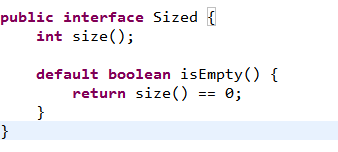 public interface Sized {
    int size();

    default boolean isEmpty() {
        return size() == 0;
    }
}